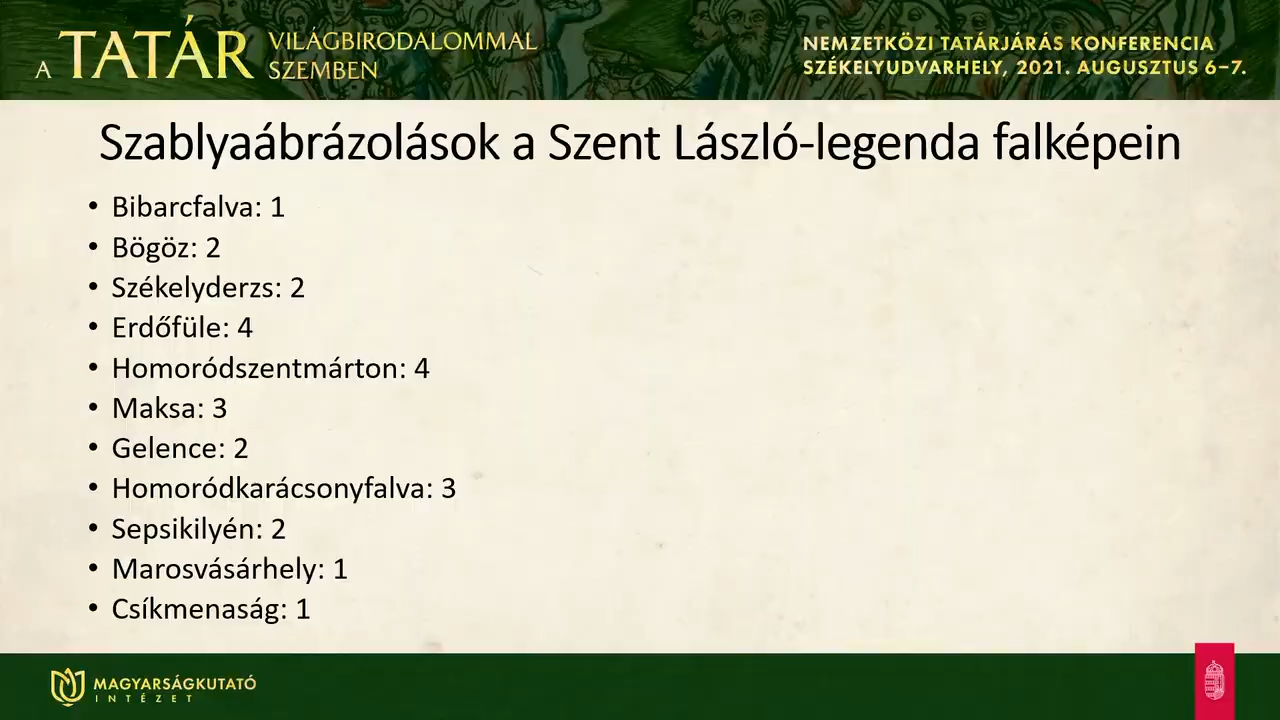 A TATÁR VILÁGBIRODALOMMAL
SZEMBEN
NEMZETKÖZI TATÁRJÁRÁS KONFERENCIA
SZÉKELYUDVARHELY, 2021. AUGUSZTUS 6–7.
Szablyaábrázolások a Szent László-legenda falképein
• Bibarcfalva: 1
• Bögöz: 2
• Székelyderzs: 2
• Erdőfüle: 4
• Homoródszentmárton: 4
• Maksa: 3
• Gelence: 2
• Homoródkarácsonyfalva: 3
• Sepsikilyén: 2
• Marosvásárhely: 1
• Csíkmenaság: 1
MAGYARSÁGKUTATÓ
INTÉZET